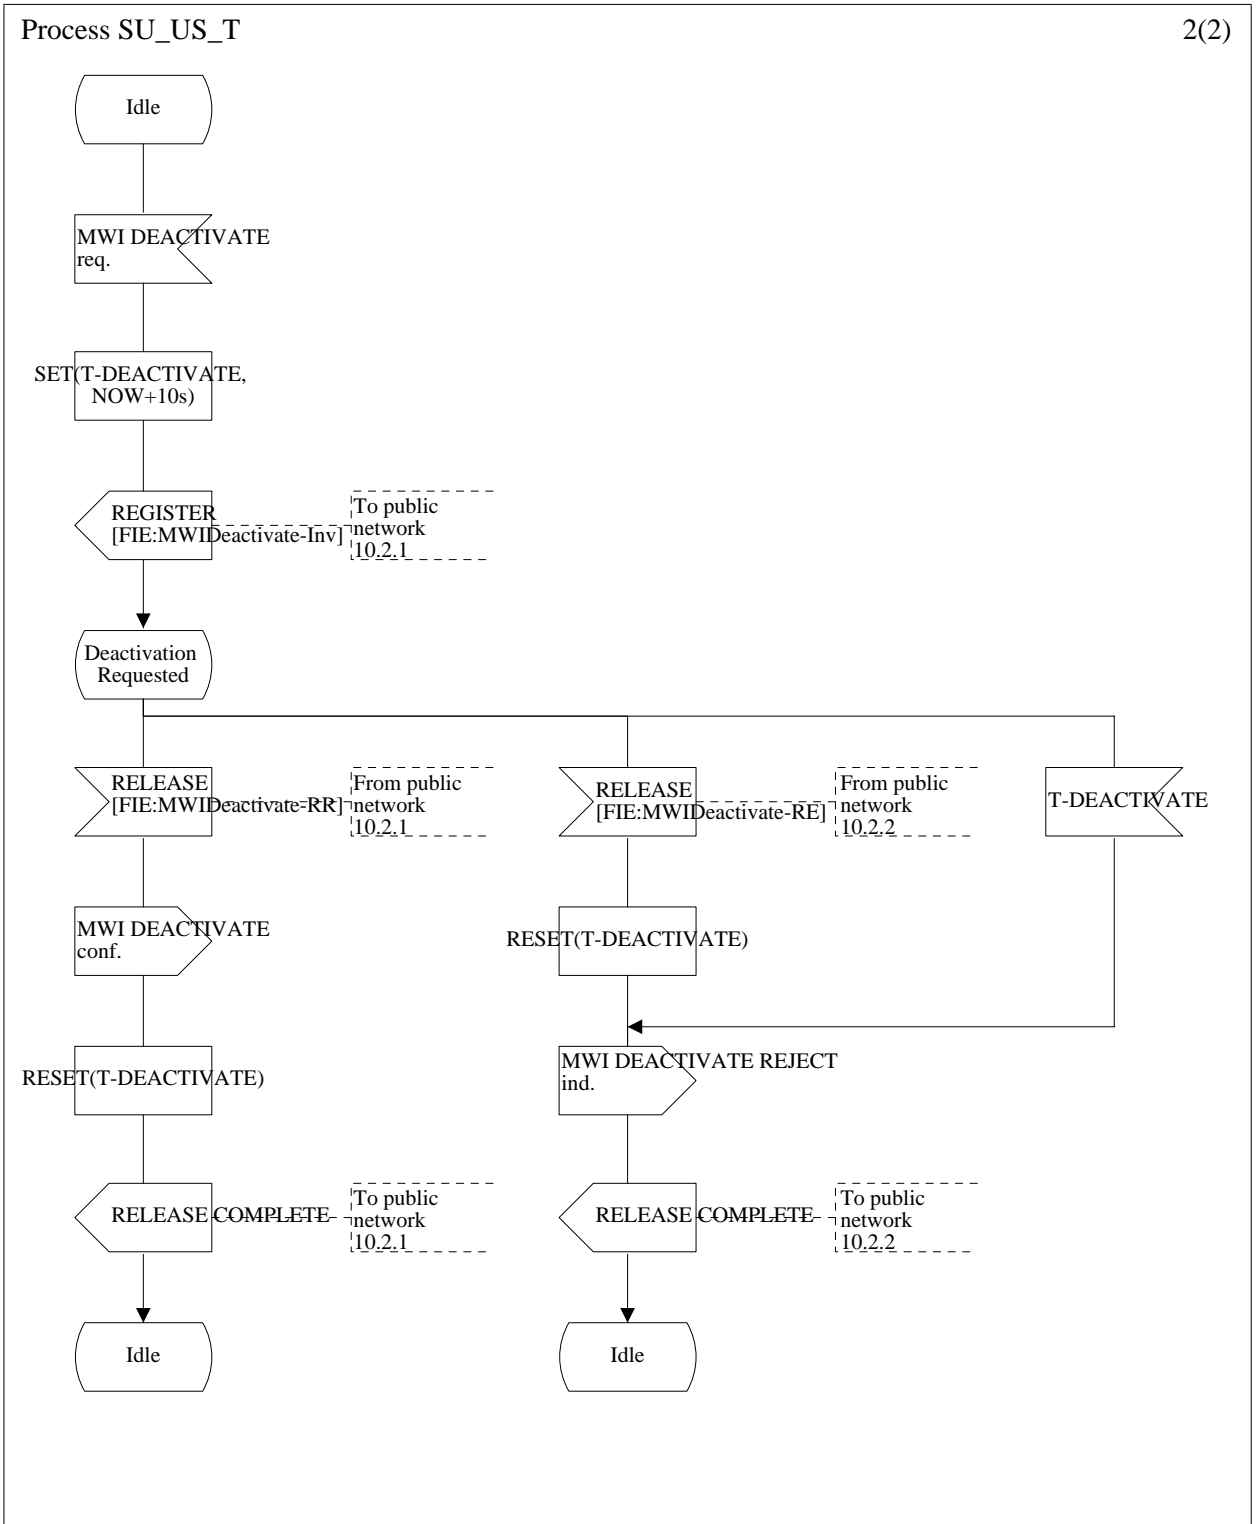 Process SU_US_T
2(2)
Idle
MWI DEACTIVATE
req.
SET(T-DEACTIVATE,
NOW+10s)
REGISTER
[FIE:MWIDeactivate-Inv]
To public
network
10.2.1
Deactivation
Requested
RELEASE
[FIE:MWIDeactivate-RR]
From public
network
10.2.1
RELEASE
[FIE:MWIDeactivate-RE]
From public
network
10.2.2
T-DEACTIVATE
MWI DEACTIVATE
conf.
RESET(T-DEACTIVATE)
RESET(T-DEACTIVATE)
MWI DEACTIVATE REJECT
ind.
RELEASE COMPLETE
To public
network
10.2.1
RELEASE COMPLETE
To public
network
10.2.2
Idle
Idle